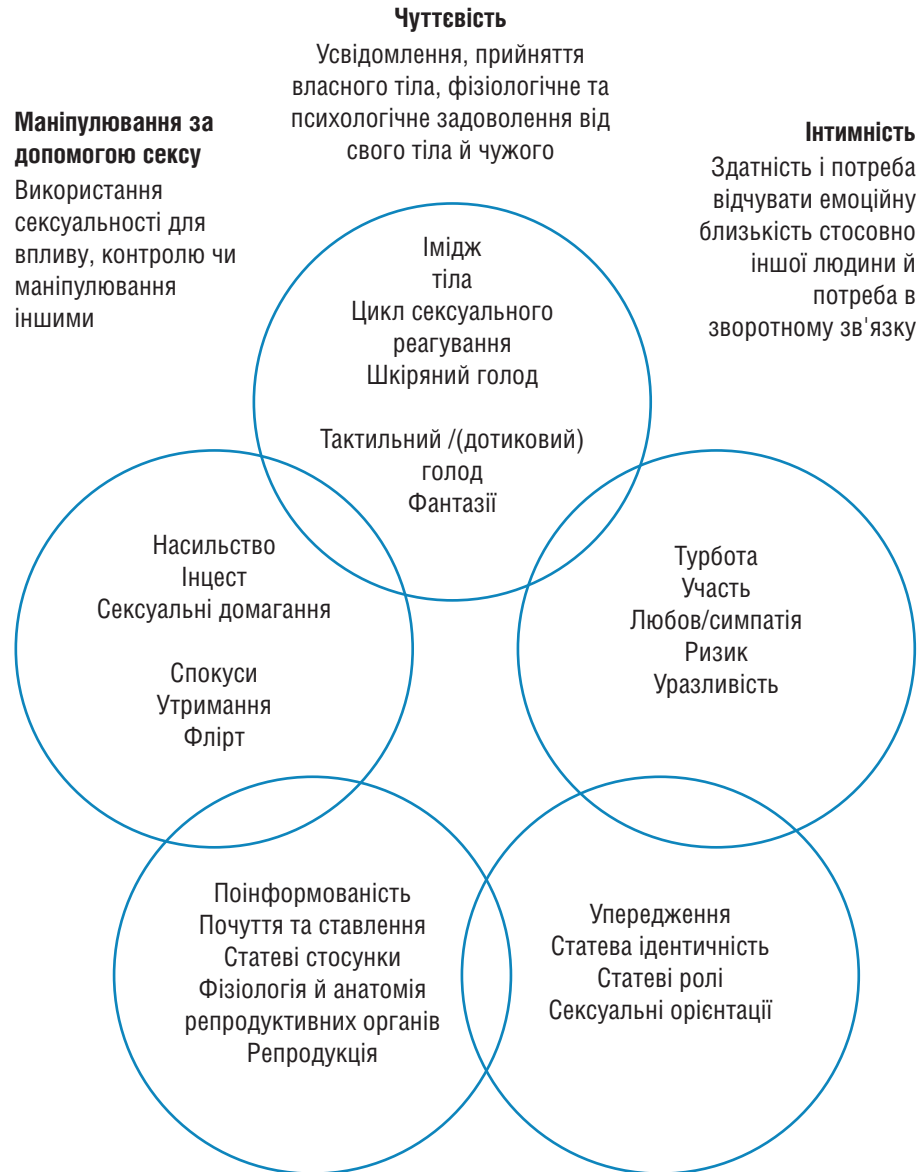 Чуттєвість
Усвідомлення, прийняття
власного тіла, фізіологічне та
психологічне задоволення від
свого тіла й чужого
Маніпулювання за
допомогою сексу
Використання
сексуальності для
впливу, контролю чи
маніпулювання
іншими
Інтимність
Здатність і потреба
відчувати емоційну
близькість стосовно
іншої людини й
потреба в
зворотному зв'язку
Імідж
тіла
Цикл сексуального
реагування
Шкіряний голод
Тактильний /(дотиковий)
голод
Фантазії
Насильство
Інцест
Сексуальні домагання
Спокуси
Утримання
Флірт
Турбота
Участь
Любов/симпатія
Ризик
Уразливість
Поінформованість
Почуття та ставлення
Статеві стосунки
Фізіологія й анатомія
репродуктивних органів
Репродукція
Упередження
Статева ідентичність
Статеві ролі
Сексуальні орієнтації